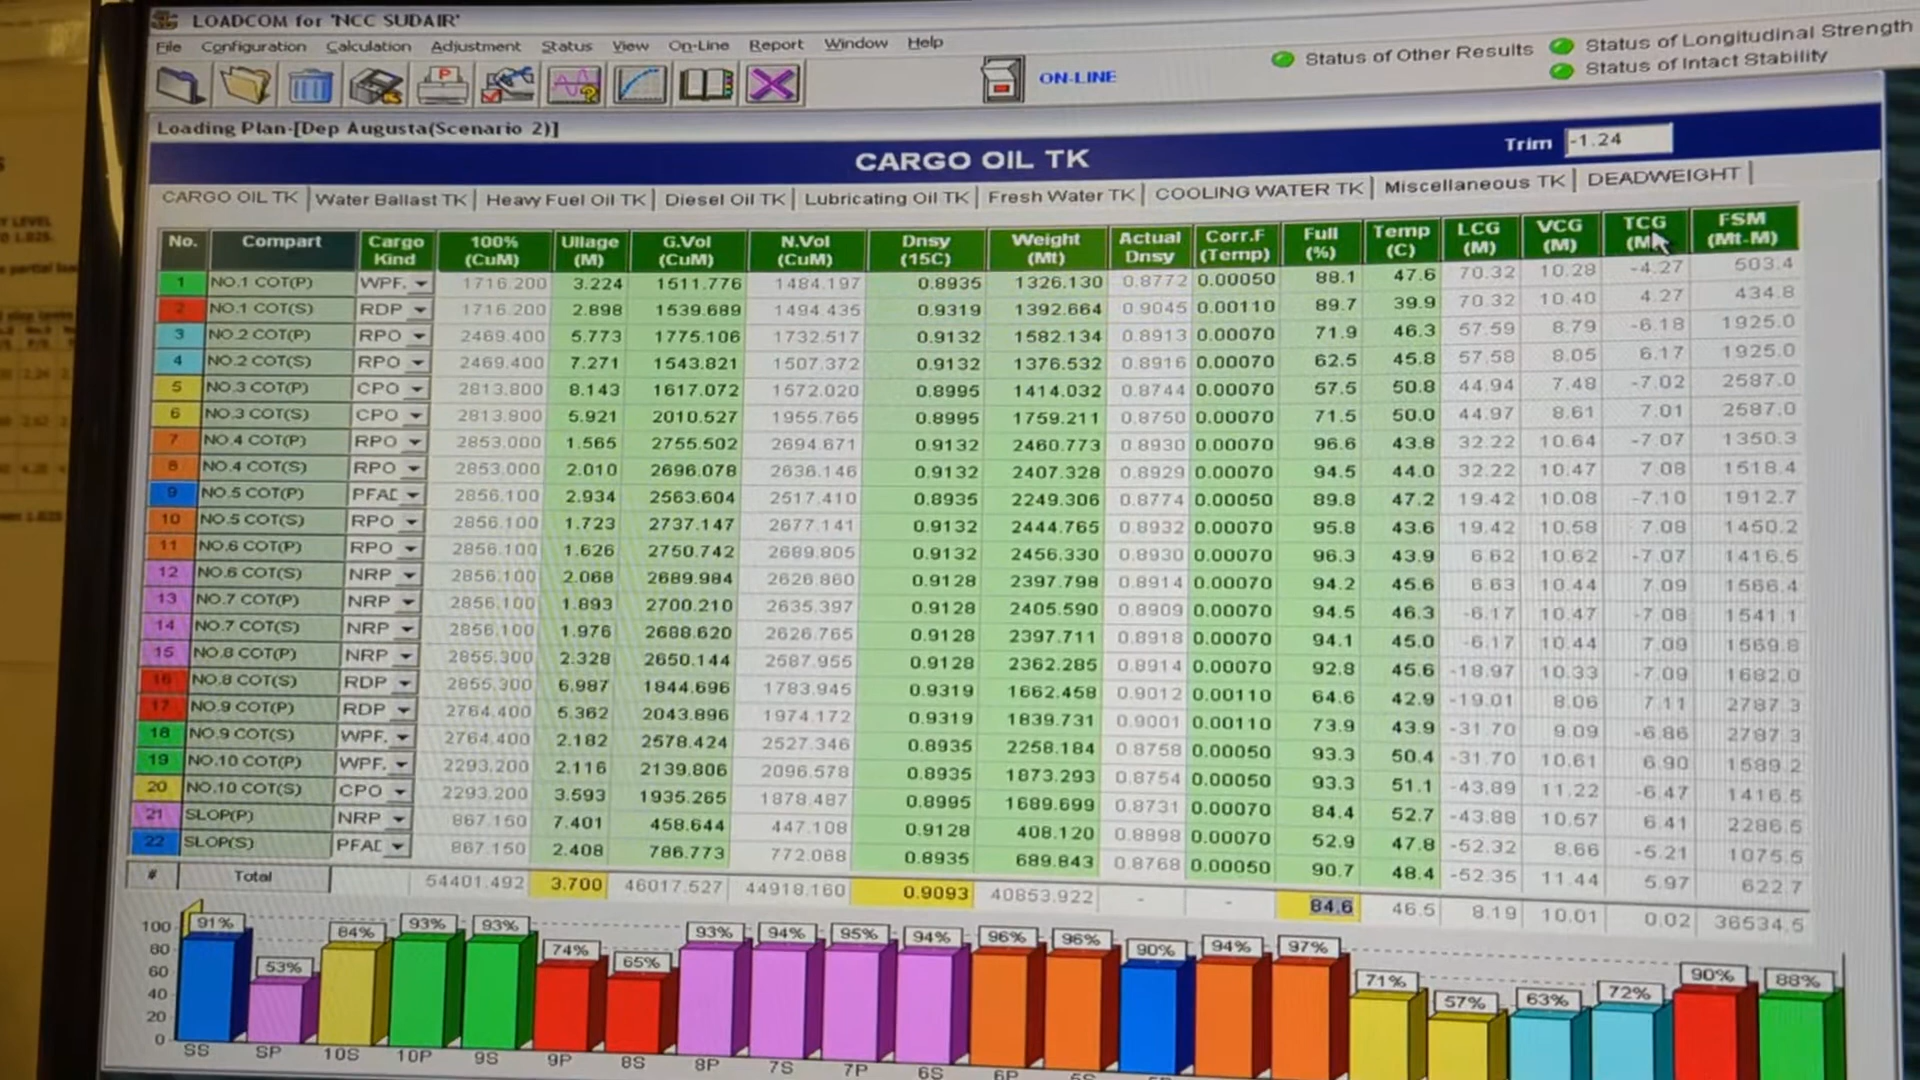 LOADCOM for 'NCC SUDAIR'
File Configuration Calculation Adjustment Status View On-Line Report Window Help
ON-LINE
Status of Other Results
Status of Longitudinal Strength
Status of Intact Stability
Loading Plan-[Dep Augusta(Scenario 2)]
CARGO OIL TK
Trim -1.24
CARGO OIL TK Water Ballast TK Heavy Fuel Oil TK Diesel Oil TK Lubricating Oil TK Fresh Water TK COOLING WATER TK Miscellaneous TK DEADWEIGHT
No. Compart Cargo Kind 100% (CuM) Ullage (M) G.Vol (CuM) N.Vol (CuM) Dnsy (15C) Weight (Mt) Actual Dnsy Corr.F (Temp) Full (%) Temp (C) LCG (M) VCG (M) TCG (M) FSM (Mt-M)
1 NO.1 COT(P) WPF. 1716.200 3.224 1511.776 1484.197 0.8935 1326.130 0.8772 0.00050 88.1 47.6 70.32 10.28 -4.27 503.4
2 NO.1 COT(S) RDP 1716.200 2.898 1539.689 1494.435 0.9319 1392.664 0.9045 0.00110 89.7 39.9 70.32 10.40 4.27 434.8
3 NO.2 COT(P) RPO 2469.400 5.773 1775.106 1732.517 0.9132 1582.134 0.8913 0.00070 71.9 46.3 57.59 8.79 -6.18 1925.0
4 NO.2 COT(S) RPO 2469.400 7.271 1543.821 1507.372 0.9132 1376.532 0.8916 0.00070 62.5 45.8 57.58 8.05 6.17 1925.0
5 NO.3 COT(P) CPO 2813.800 8.143 1617.072 1572.020 0.8995 1414.032 0.8744 0.00070 57.5 50.8 44.94 7.48 -7.02 2587.0
6 NO.3 COT(S) CPO 2813.800 5.921 2010.527 1955.765 0.8995 1759.211 0.8750 0.00070 71.5 50.0 44.97 8.61 7.01 2587.0
7 NO.4 COT(P) RPO 2853.000 1.565 2755.502 2694.671 0.9132 2460.773 0.8930 0.00070 96.6 43.8 32.22 10.64 -7.07 1350.3
8 NO.4 COT(S) RPO 2853.000 2.010 2696.078 2636.146 0.9132 2407.328 0.8929 0.00070 94.5 44.0 32.22 10.47 7.08 1518.4
9 NO.5 COT(P) PFAD 2856.100 2.934 2563.604 2517.410 0.8935 2249.306 0.8774 0.00050 89.8 47.2 19.42 10.08 -7.10 1912.7
10 NO.5 COT(S) RPO 2856.100 1.723 2737.147 2677.141 0.9132 2444.765 0.8932 0.00070 95.8 43.6 19.42 10.58 7.08 1450.2
11 NO.6 COT(P) RPO 2856.100 1.626 2750.742 2689.805 0.9132 2456.330 0.8930 0.00070 96.3 43.9 6.62 10.62 -7.07 1416.5
12 NO.6 COT(S) NRP 2856.100 2.068 2689.984 2626.860 0.9128 2397.798 0.8914 0.00070 94.2 45.6 6.63 10.44 7.09 1566.4
13 NO.7 COT(P) NRP 2856.100 1.893 2700.210 2635.397 0.9128 2405.590 0.8909 0.00070 94.5 46.3 -6.17 10.47 -7.08 1541.1
14 NO.7 COT(S) NRP 2856.100 1.976 2688.620 2626.765 0.9128 2397.711 0.8918 0.00070 94.1 45.0 -6.17 10.44 7.09 1569.8
15 NO.8 COT(P) NRP 2855.300 2.328 2650.144 2587.955 0.9128 2362.285 0.8914 0.00070 92.8 45.6 -18.97 10.33 -7.09 1682.0
16 NO.8 COT(S) RDP 2855.300 6.987 1844.696 1783.945 0.9319 1662.458 0.9012 0.00110 64.6 42.9 -19.01 8.06 7.11 2787.3
17 NO.9 COT(P) RDP 2764.400 5.362 2043.896 1974.172 0.9319 1839.731 0.9001 0.00110 73.9 43.9 -31.70 9.09 -6.86 2787.3
18 NO.9 COT(S) WPF. 2764.400 2.182 2578.424 2527.346 0.8935 2258.184 0.8758 0.00050 93.3 50.4 -31.70 10.61 6.90 1589.2
19 NO.10 COT(P) WPF. 2293.200 2.116 2139.806 2096.578 0.8935 1873.293 0.8754 0.00050 93.3 51.1 -43.89 11.22 -6.47 1416.5
20 NO.10 COT(S) CPO 2293.200 3.593 1935.265 1878.487 0.8995 1689.699 0.8731 0.00070 84.4 52.7 -43.88 10.57 6.41 2286.5
21 SLOP(P) NRP 867.150 7.401 458.644 447.108 0.9128 408.120 0.8898 0.00070 52.9 47.8 -52.32 8.66 -5.21 1075.5
22 SLOP(S) PFAD 867.150 2.408 786.773 772.068 0.8935 689.843 0.8768 0.00050 90.7 48.4 -52.35 11.44 5.97 622.7
# Total 54401.492 3.700 46017.527 44918.160 0.9093 40853.922 - - 84.6 46.5 8.19 10.01 0.02 36534.5
100
80
60
40
20
0
91% 53% 84% 93% 93% 74% 65% 93% 94% 95% 94% 96% 96% 90% 94% 97% 71% 57% 63% 72% 90% 88%
SS SP 10S 10P 9S 9P 8S 8P 7S 7P 6S 6P